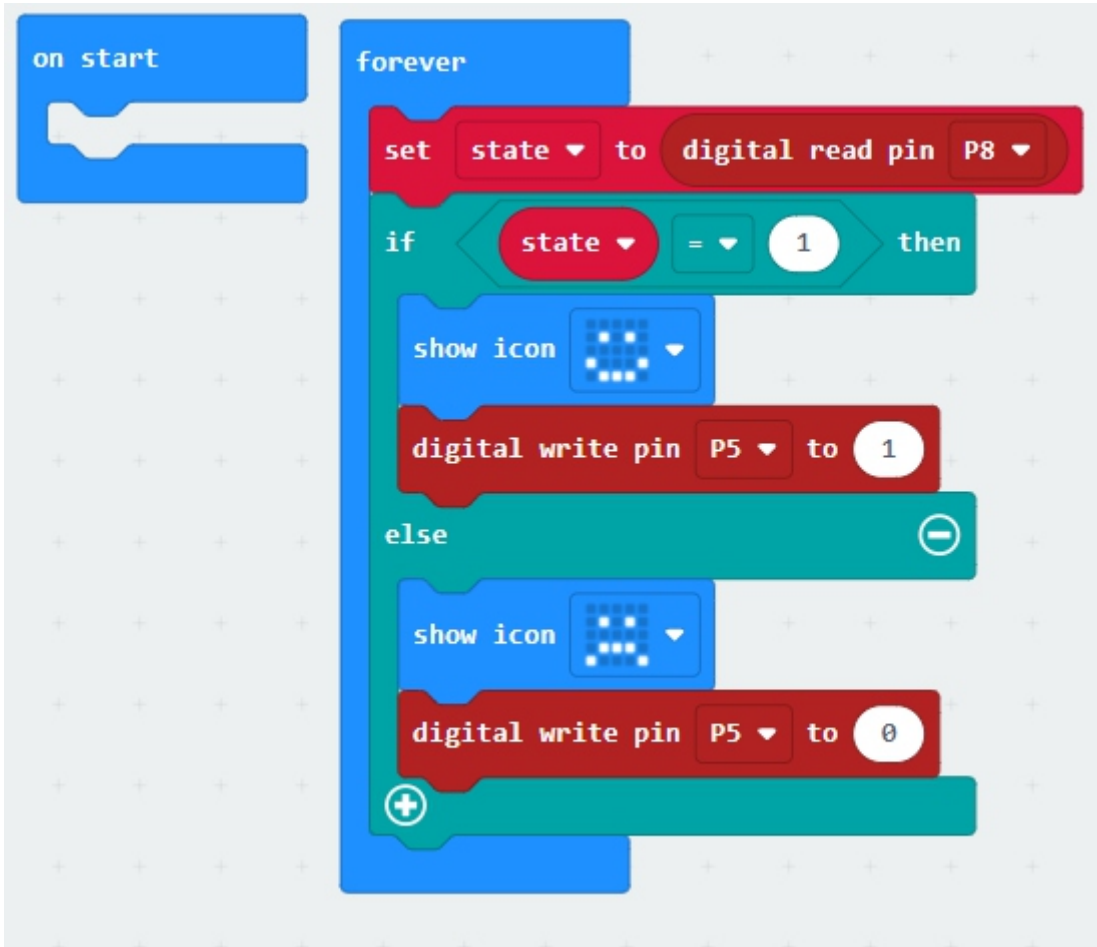 on start
forever
set state to digital read pin P8
if state = 1 then
show icon
digital write pin P5 to 1
else
show icon
digital write pin P5 to 0